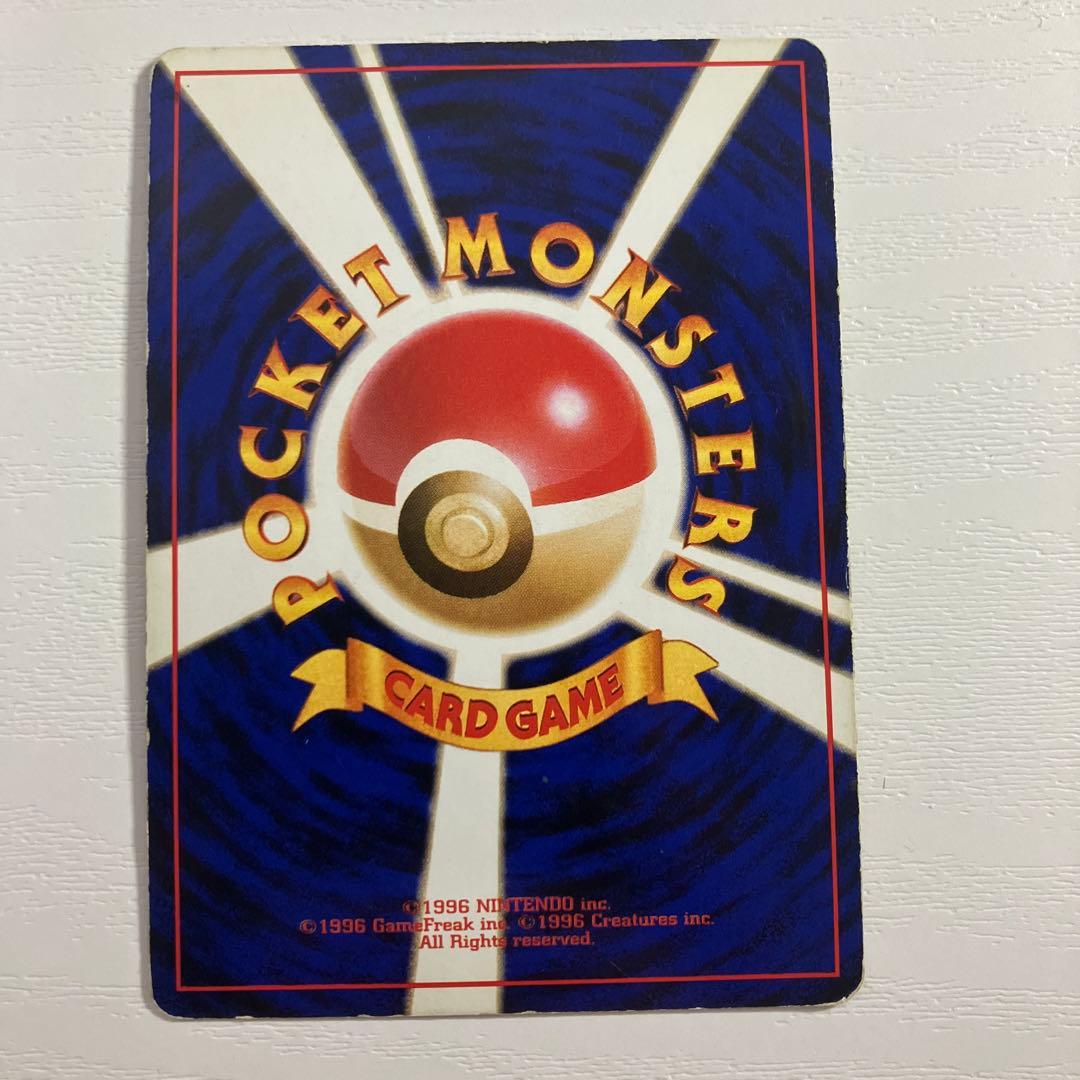 POCKET MONSTERS
CARD GAME
©1996 NINTENDO inc.
©1996 GameFreak inc. ©1996 Creatures inc.
All Rights reserved.